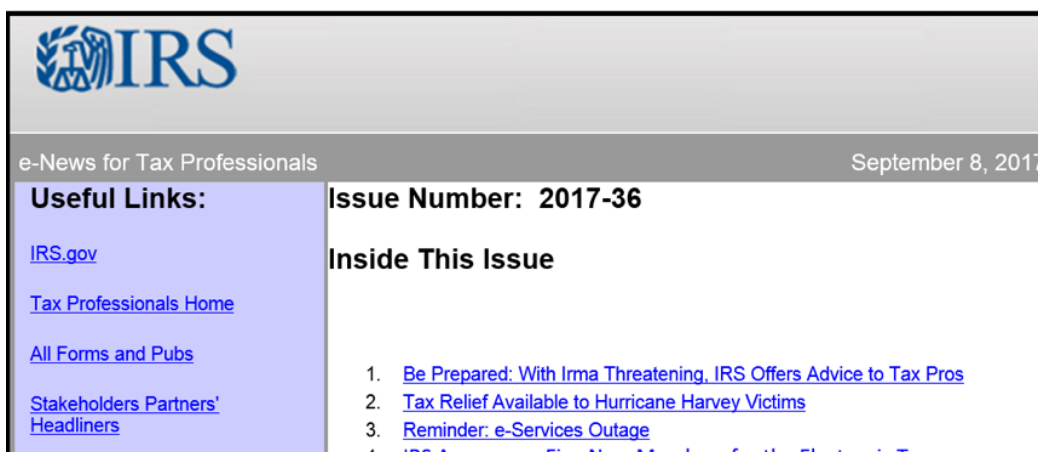 IRS
e-News for Tax Professionals
September 8, 2017
Useful Links:
IRS.gov
Tax Professionals Home
All Forms and Pubs
Stakeholders Partners'
Headliners
Issue Number:  2017-36
Inside This Issue
1. Be Prepared: With Irma Threatening, IRS Offers Advice to Tax Pros
2. Tax Relief Available to Hurricane Harvey Victims
3. Reminder: e-Services Outage